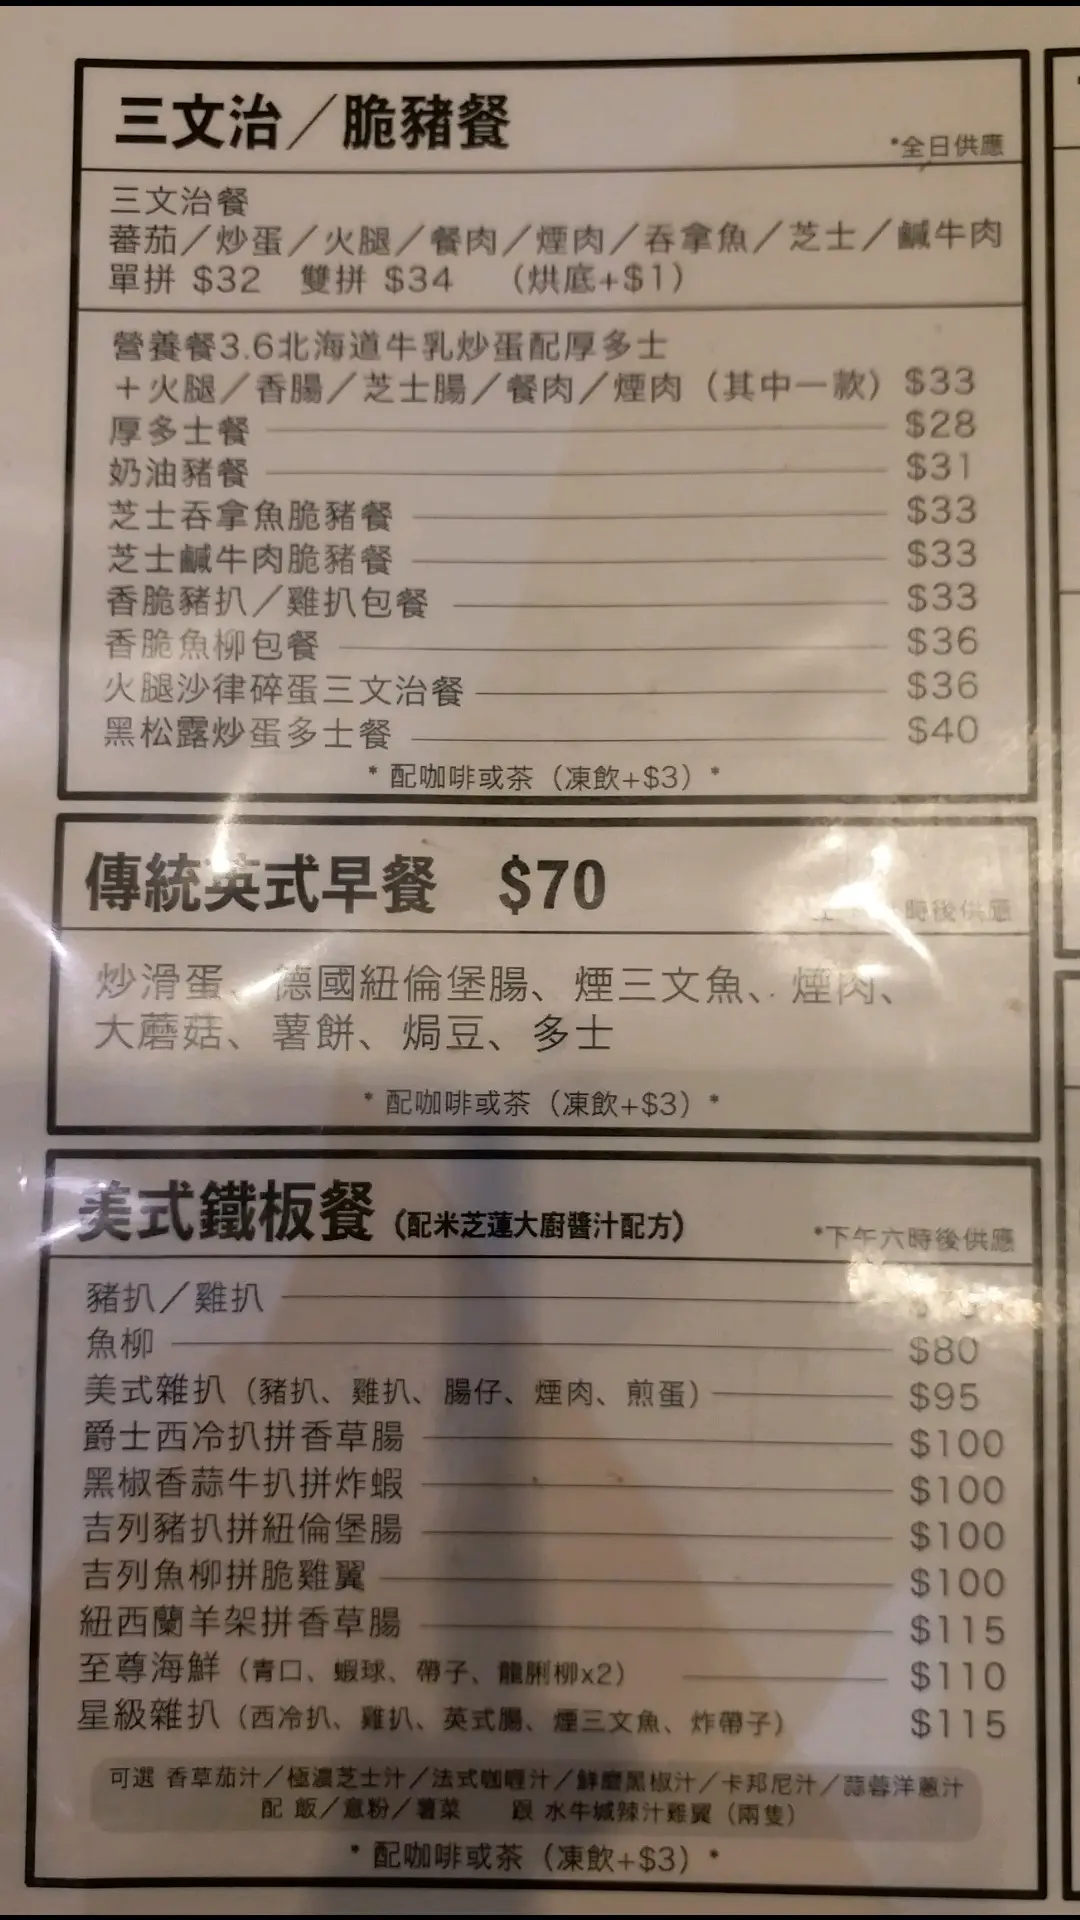 三文治／脆豬餐
*全日供應
三文治餐
蕃茄／炒蛋／火腿／餐肉／煙肉／吞拿魚／芝士／鹹牛肉
單拼 $32 雙拼 $34 （烘底+$1）
營養餐3.6北海道牛乳炒蛋配厚多士
＋火腿／香腸／芝士腸／餐肉／煙肉（其中一款）$33
厚多士餐 $28
奶油豬餐 $31
芝士吞拿魚脆豬餐 $33
芝士鹹牛肉脆豬餐 $33
香脆豬扒／雞扒包餐 $33
香脆魚柳包餐 $36
火腿沙律碎蛋三文治餐 $36
黑松露炒蛋多士餐 $40
*配咖啡或茶（凍飲+$3）*
傳統英式早餐 $70
時後供應
炒滑蛋、德國紐倫堡腸、煙三文魚、煙肉、
大蘑菇、薯餅、焗豆、多士
*配咖啡或茶（凍飲+$3）*
美式鐵板餐（配米芝蓮大廚醬汁配方）
*下午六時後供應
豬扒／雞扒
魚柳 $80
美式雜扒（豬扒、雞扒、腸仔、煙肉、煎蛋） $95
爵士西冷扒拼香草腸 $100
黑椒香蒜牛扒拼炸蝦 $100
吉列豬扒拼紐倫堡腸 $100
吉列魚柳拼脆雞翼 $100
紐西蘭羊架拼香草腸 $115
至尊海鮮（青口、蝦球、帶子、龍脷柳x2） $110
星級雜扒（西冷扒、雞扒、英式腸、煙三文魚、炸帶子） $115
可選 香草茄汁／極濃芝士汁／法式咖喱汁／鮮磨黑椒汁／卡邦尼汁／蒜蓉洋蔥汁
配 飯／意粉／薯菜 跟 水牛城辣汁雞翼（兩隻）
*配咖啡或茶（凍飲+$3）*